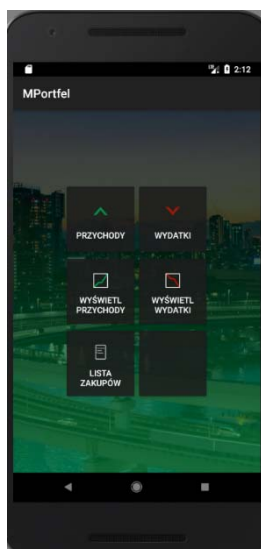 2:12
MPortfel
PRZYCHODY
WYDATKI
WYŚWIETL
PRZYCHODY
WYŚWIETL
WYDATKI
LISTA
ZAKUPÓW